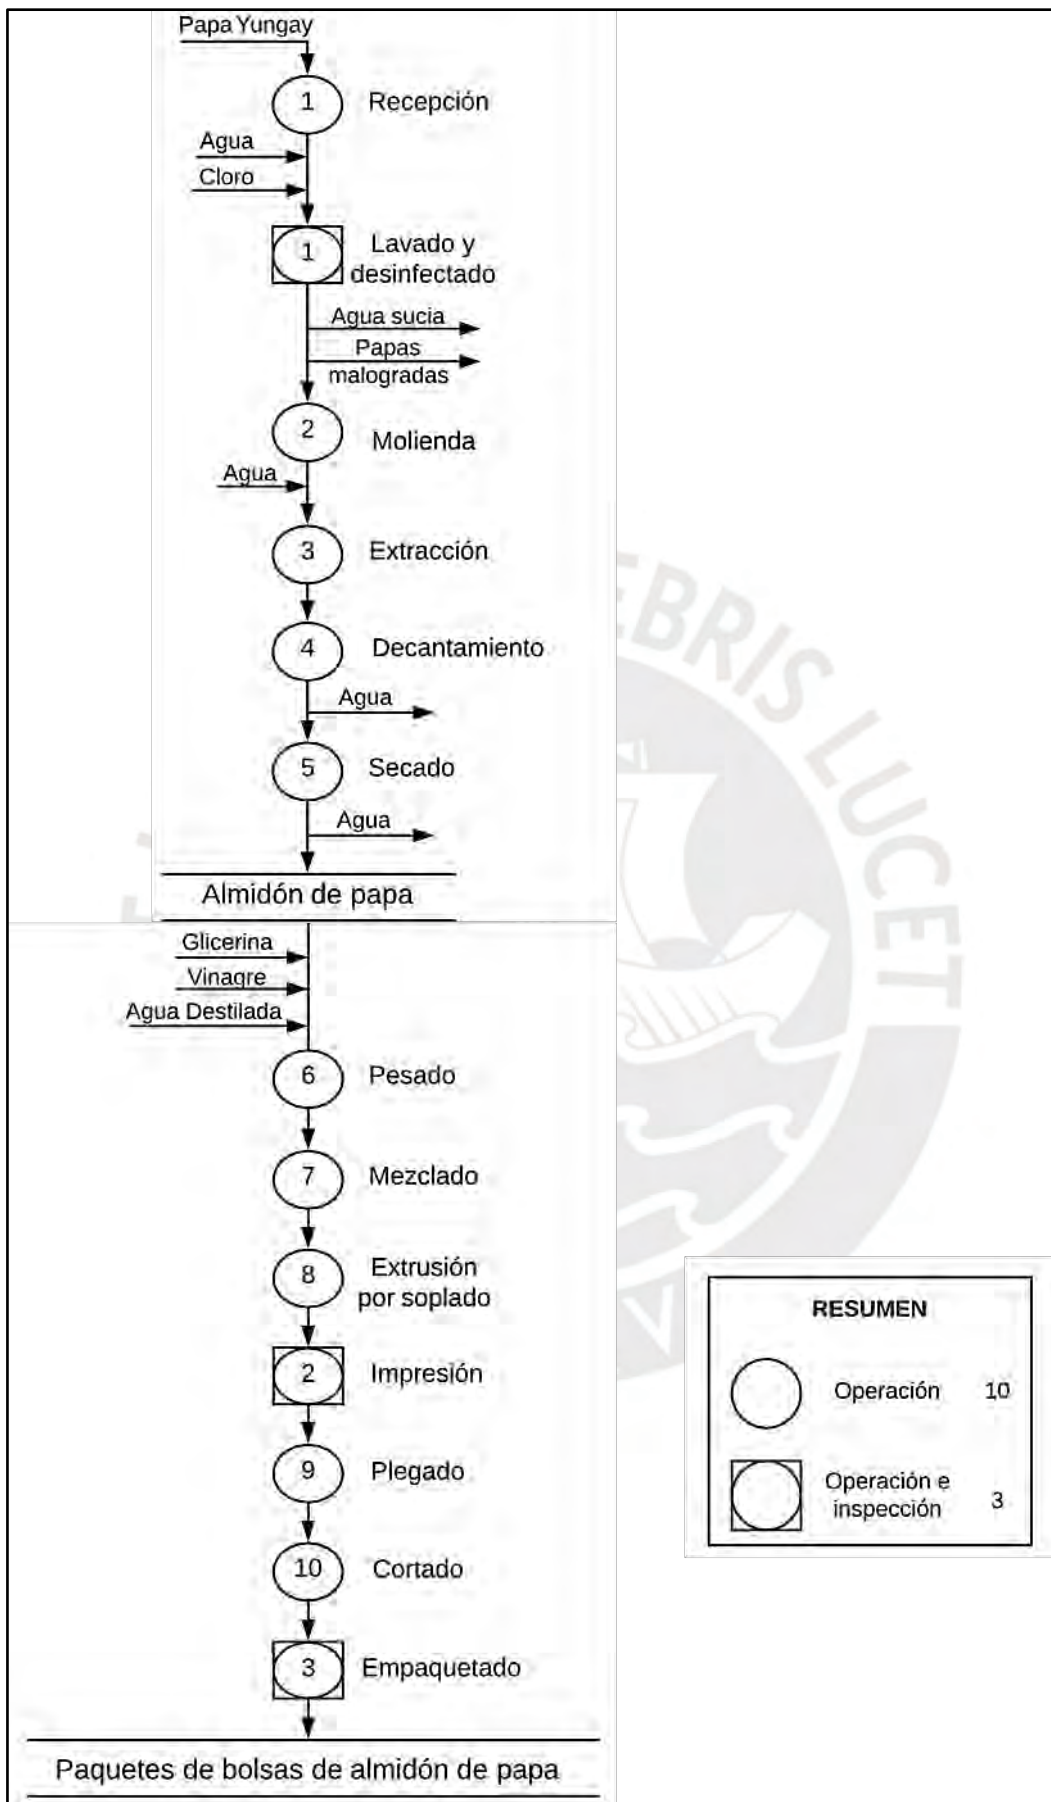 Papa Yungay
1
Recepción
Agua
Cloro
1
Lavado y
desinfectado
Agua sucia
Papas
malogradas
2
Molienda
Agua
3
Extracción
4
Decantamiento
Agua
5
Secado
Agua
Almidón de papa
Glicerina
Vinagre
Agua Destilada
6
Pesado
7
Mezclado
8
Extrusión
por soplado
2
Impresión
9
Plegado
10
Cortado
3
Empaquetado
Paquetes de bolsas de almidón de papa
RESUMEN
Operación 10
Operación e
inspección 3
EBRIS LUCET